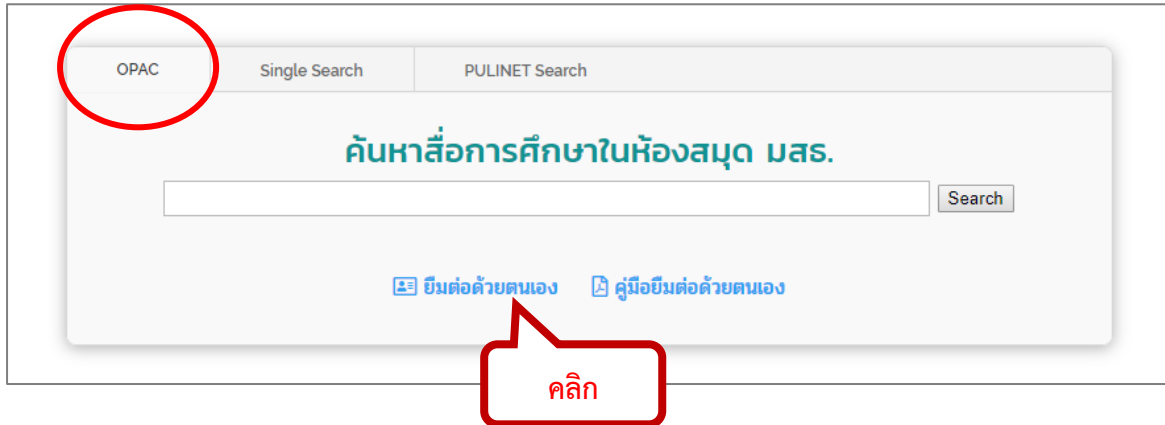 OPAC Single Search PULINET Search
ค้นหาสื่อการศึกษาในห้องสมุด มสธ.
Search
ยืมต่อด้วยตนเอง คู่มือยืมต่อด้วยตนเอง
คลิก